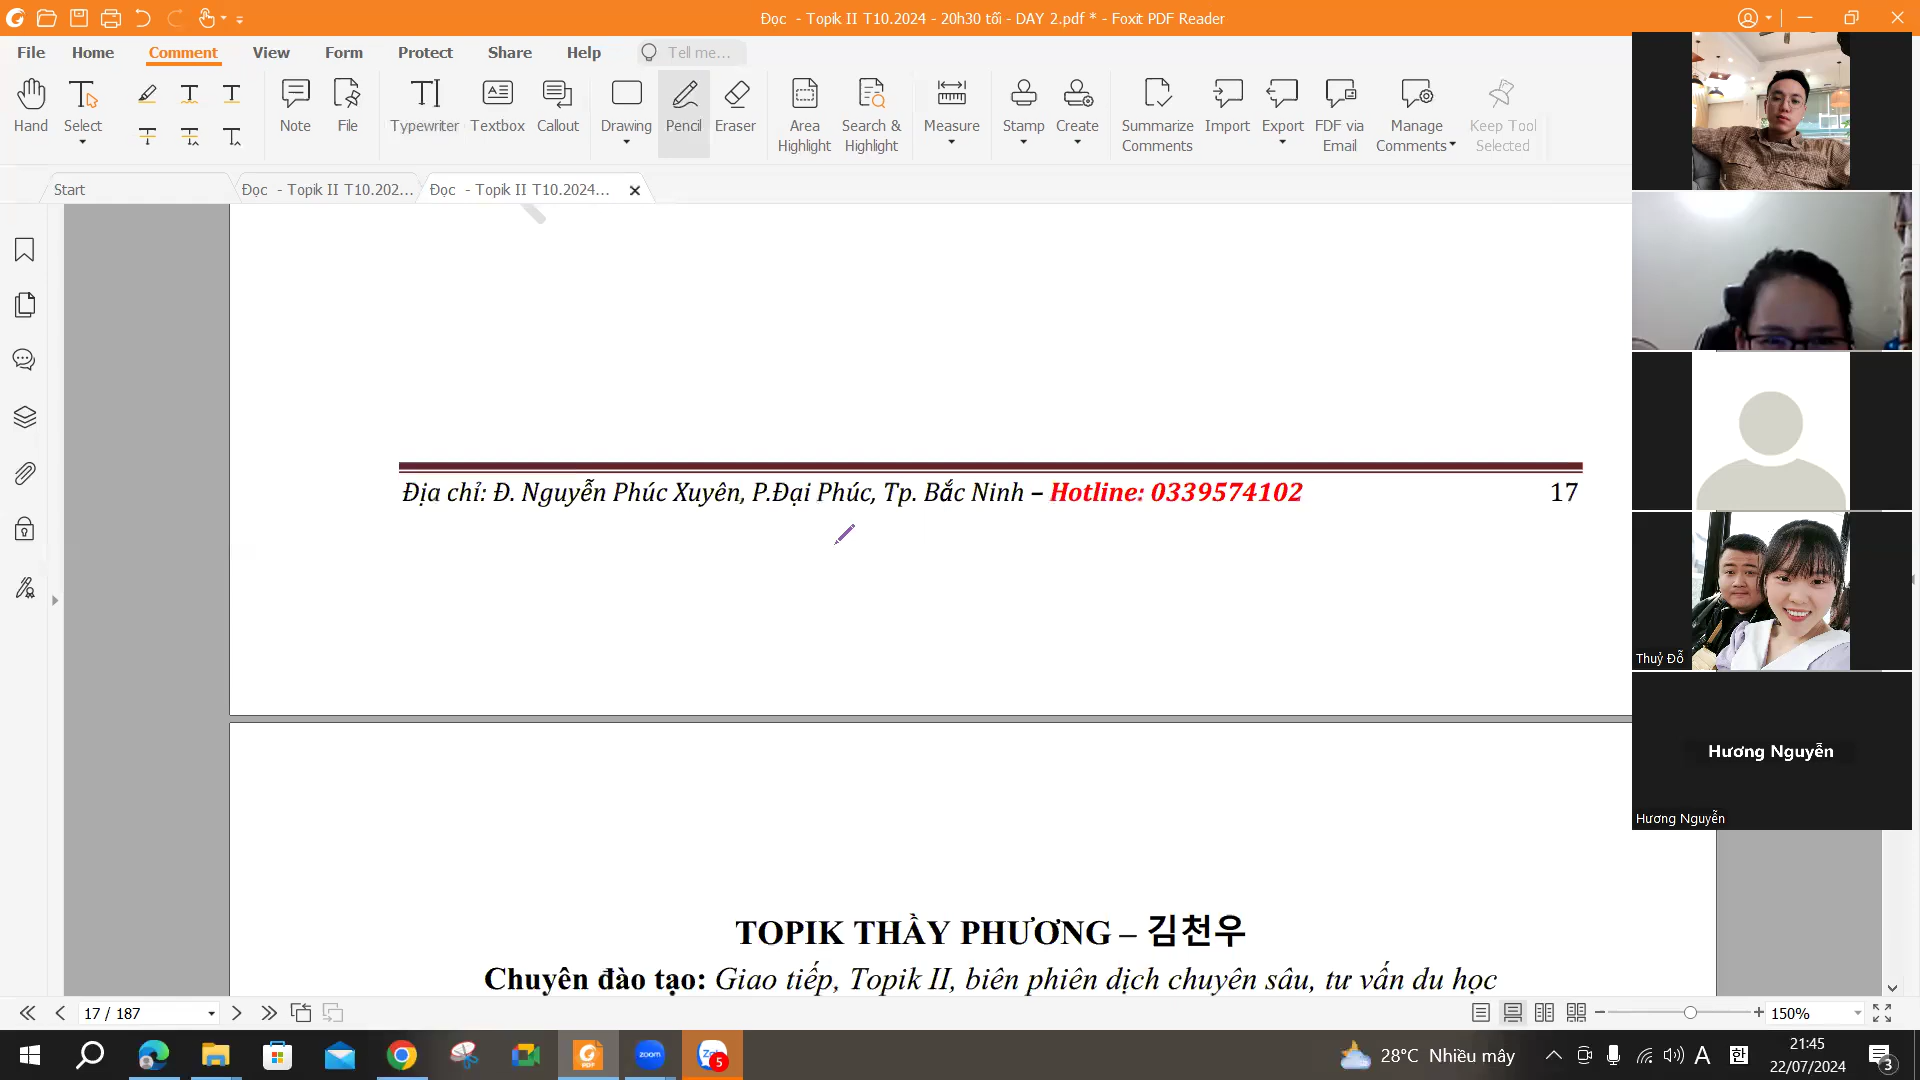 Đọc - Topik II T10.2024 - 20h30 tối - DAY 2.pdf * - Foxit PDF Reader
File Home Comment View Form Protect Share Help Tell me...
Hand Select Note File Typewriter Textbox Callout Drawing Pencil Eraser Area Highlight Search & Highlight Measure Stamp Create Summarize Comments Import Export FDF via Email Manage Comments Keep Tool Selected
Start Đọc - Topik II T10.202... Đọc - Topik II T10.2024...
Địa chỉ: Đ. Nguyễn Phúc Xuyên, P.Đại Phúc, Tp. Bắc Ninh – Hotline: 0339574102 17
Thuỷ Đỗ
Hương Nguyễn
Hương Nguyễn
TOPIK THẦY PHƯƠNG – 김천우
Chuyên đào tạo: Giao tiếp, Topik II, biên phiên dịch chuyên sâu, tư vấn du học
17 / 187 150%
zoom 5 28°C Nhiều mây A 한 21:45
22/07/2024 3